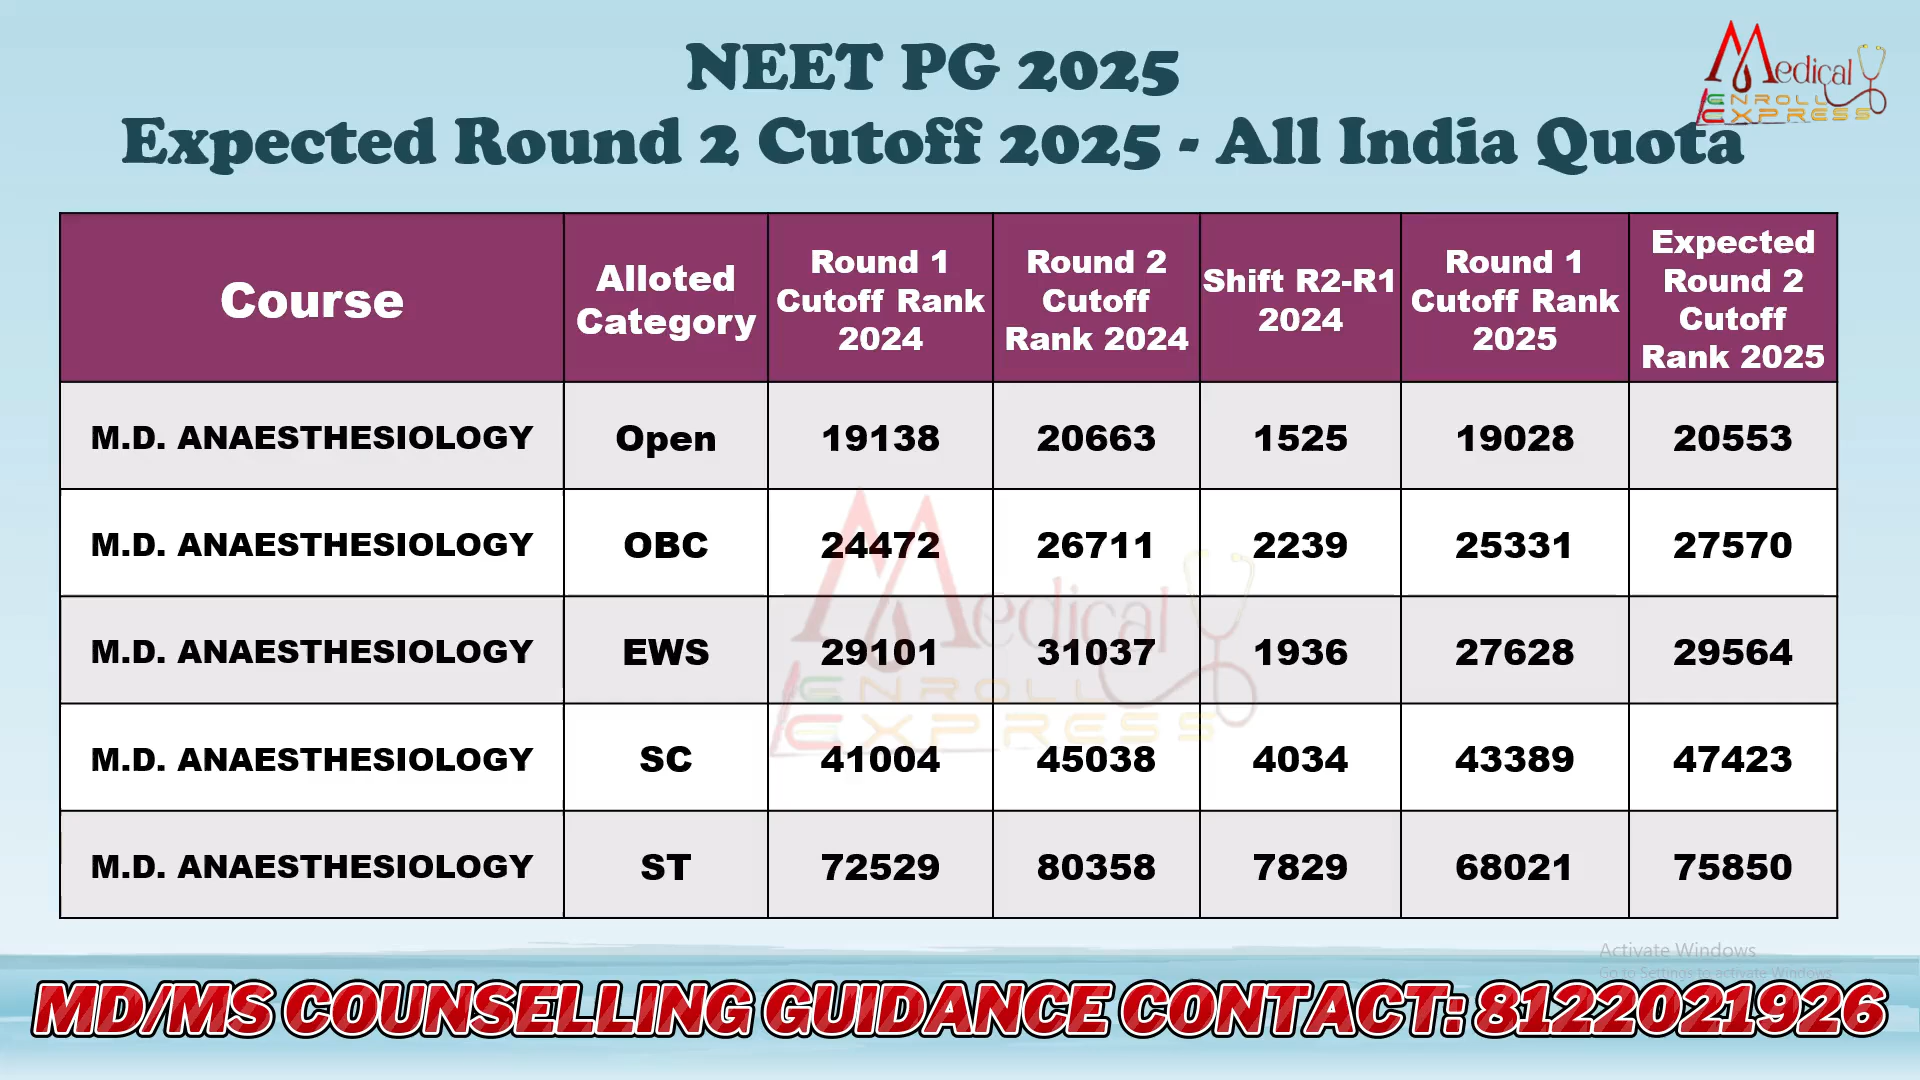 NEET PG 2025
Expected Round 2 Cutoff 2025 - All India Quota
Medical
ENROLL
EXPRESS
Course
Alloted
Category
Round 1
Cutoff Rank
2024
Round 2
Cutoff
Rank 2024
Shift R2-R1
2024
Round 1
Cutoff Rank
2025
Expected
Round 2
Cutoff
Rank 2025
M.D. ANAESTHESIOLOGY Open 19138 20663 1525 19028 20553
M.D. ANAESTHESIOLOGY OBC 24472 26711 2239 25331 27570
M.D. ANAESTHESIOLOGY EWS 29101 31037 1936 27628 29564
M.D. ANAESTHESIOLOGY SC 41004 45038 4034 43389 47423
M.D. ANAESTHESIOLOGY ST 72529 80358 7829 68021 75850
Medical
ENROLL
EXPRESS
Activate Windows
Go to Settings to activate Windows.
MD/MS COUNSELLING GUIDANCE CONTACT: 8122021926